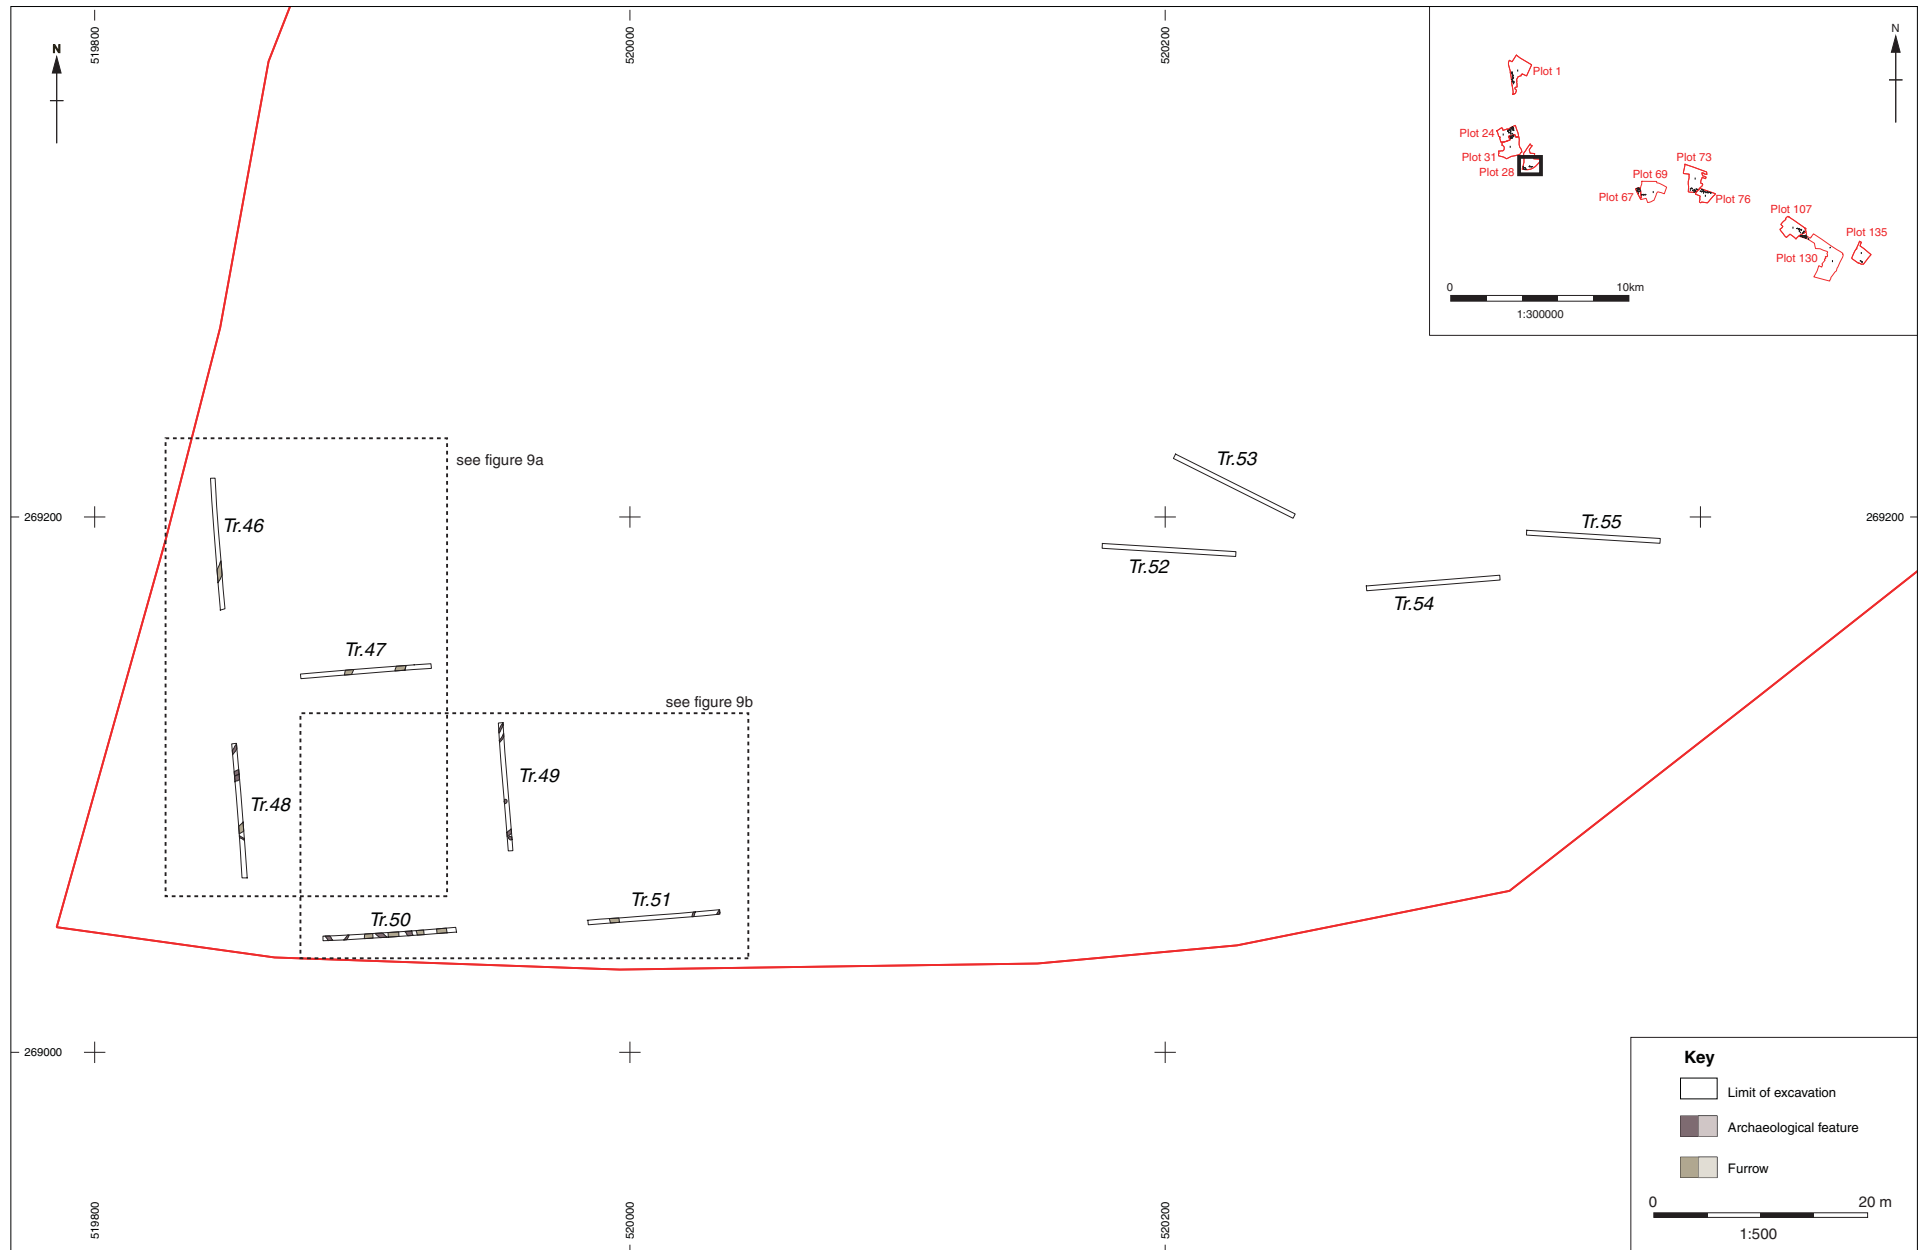 519800
520000
520200
N
N
Plot 1
Plot 24
Plot 31
Plot 28
Plot 73
Plot 69
Plot 67
Plot 76
Plot 107
Plot 135
Plot 130
0 10km
1:300000
see figure 9a
Tr.53
269200
269200
Tr.46
Tr.55
Tr.52
Tr.54
Tr.47
see figure 9b
Tr.49
Tr.48
Tr.51
Tr.50
269000
Key
Limit of excavation
Archaeological feature
Furrow
0 20 m
1:500
519800
520000
520200